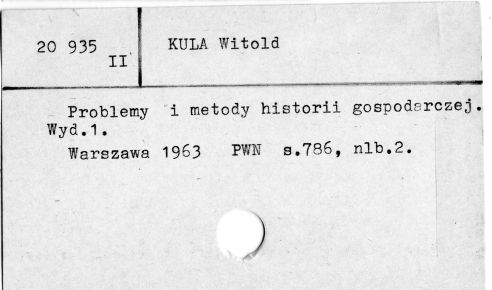 20 935 II
KULA Witold
Problemy i metody historii gospodarczej.
Wyd.1.
Warszawa 1963 PWN s.786, nlb.2.